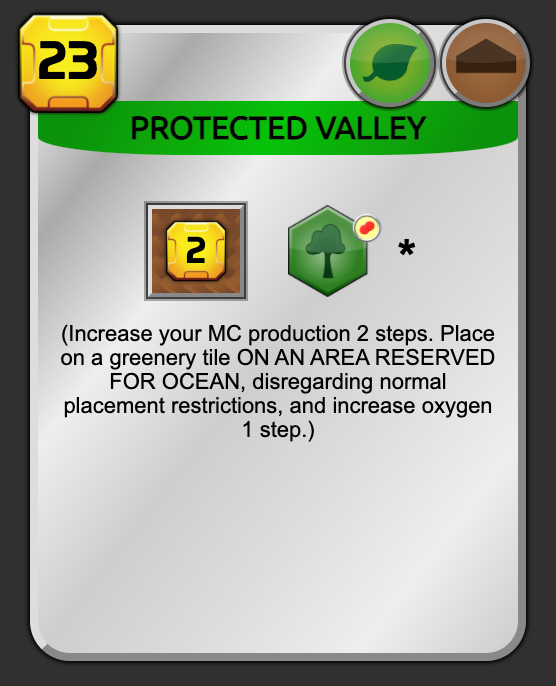 23
PROTECTED VALLEY
2
*
(Increase your MC production 2 steps. Place
on a greenery tile ON AN AREA RESERVED
FOR OCEAN, disregarding normal
placement restrictions, and increase oxygen
1 step.)